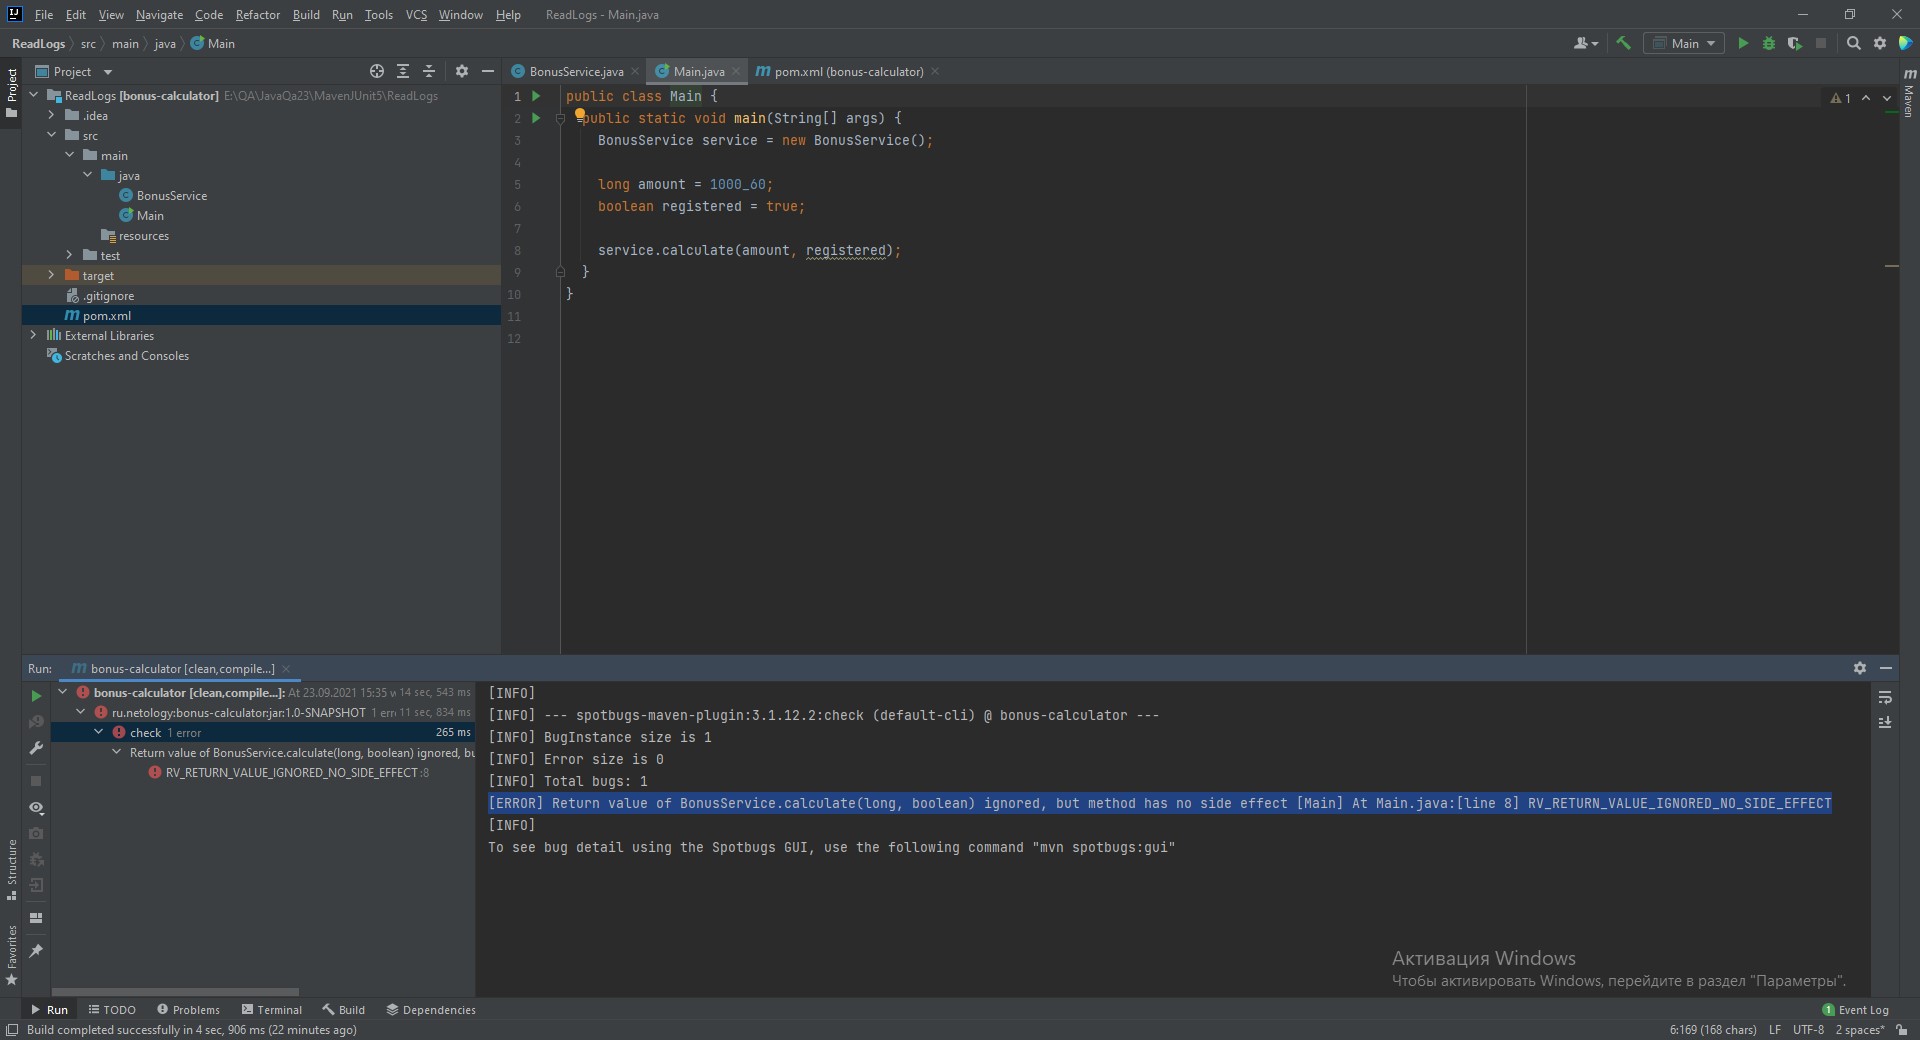 File Edit View Navigate Code Refactor Build Run Tools VCS Window Help ReadLogs - Main.java
ReadLogs src main java Main
Main
Project
BonusService.java Main.java pom.xml (bonus-calculator)
Project
Maven
ReadLogs [bonus-calculator] E:\QA\JavaQa23\MavenJUnit5\ReadLogs
.idea
src
main
java
BonusService
Main
resources
test
target
.gitignore
pom.xml
External Libraries
Scratches and Consoles
1 public class Main {
2 public static void main(String[] args) {
3 BonusService service = new BonusService();
4
5 long amount = 1000_60;
6 boolean registered = true;
7
8 service.calculate(amount, registered);
9 }
10 }
11
12
1
Run: bonus-calculator [clean,compile...]
bonus-calculator [clean,compile...]: At 23.09.2021 15:35 14 sec, 543 ms
ru.netology:bonus-calculator:jar:1.0-SNAPSHOT 1 err 11 sec, 834 ms
check 1 error 265 ms
Return value of BonusService.calculate(long, boolean) ignored, bu
RV_RETURN_VALUE_IGNORED_NO_SIDE_EFFECT :8
[INFO]
[INFO] --- spotbugs-maven-plugin:3.1.12.2:check (default-cli) @ bonus-calculator ---
[INFO] BugInstance size is 1
[INFO] Error size is 0
[INFO] Total bugs: 1
[ERROR] Return value of BonusService.calculate(long, boolean) ignored, but method has no side effect [Main] At Main.java:[line 8] RV_RETURN_VALUE_IGNORED_NO_SIDE_EFFECT
[INFO]
To see bug detail using the Spotbugs GUI, use the following command "mvn spotbugs:gui"
Structure
Favorites
Активация Windows
Чтобы активировать Windows, перейдите в раздел "Параметры".
Run TODO Problems Terminal Build Dependencies 1 Event Log
Build completed successfully in 4 sec, 906 ms (22 minutes ago) 6:169 (168 chars) LF UTF-8 2 spaces*